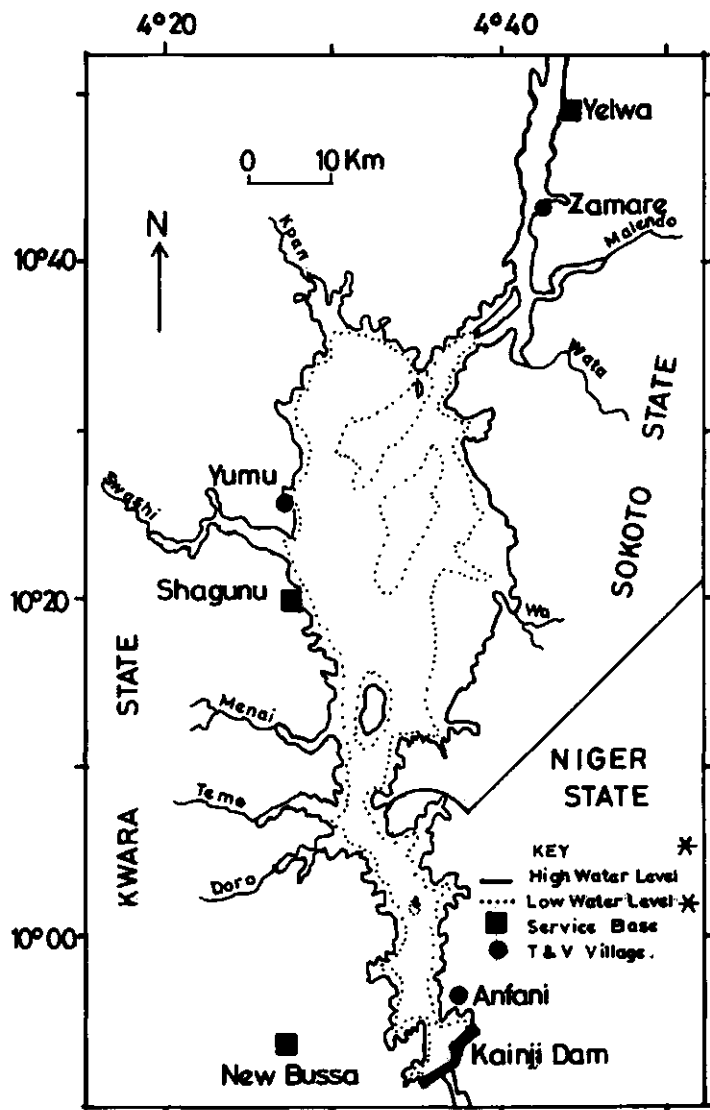 4°20
4°40
Yelwa
0 10 Km
Zamare
N
Kpan
Malendo
10°40
Wata
STATE
Yumu
Swashi
SOKOTO
10°20
Shagunu
Wa
STATE
Menai
NIGER
STATE
Temo
KWARA
KEY
High Water Level
Low Water Level
Doro
Service Base
10°00
T & V Village.
Anfani
Kainji Dam
New Bussa